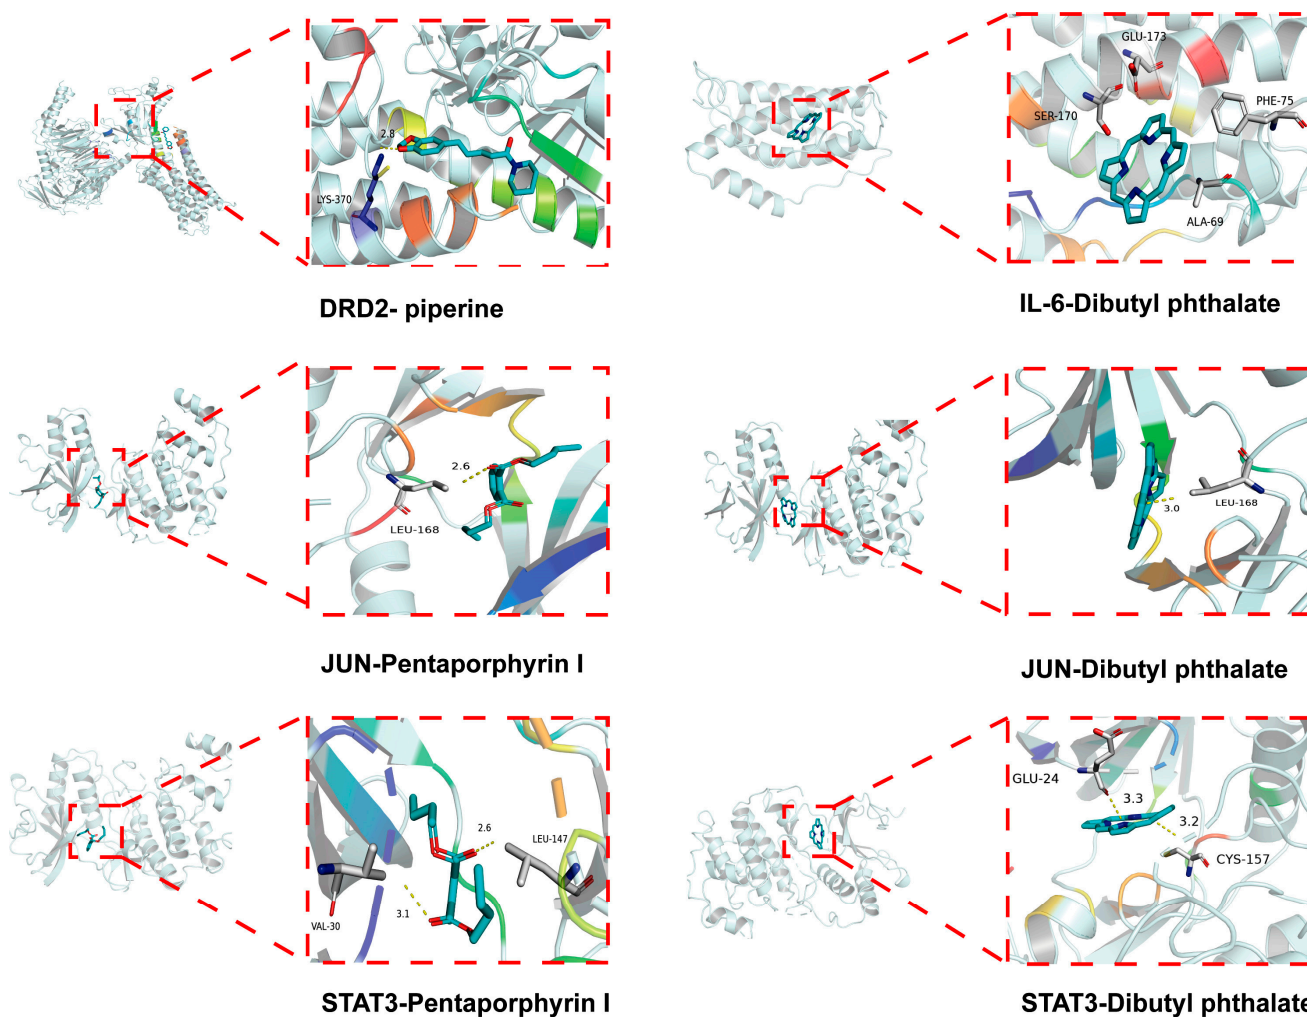 2.8
LYS-370
DRD2- piperine
GLU-173
SER-170
PHE-75
ALA-69
IL-6-Dibutyl phthalate
2.6
LEU-168
JUN-Pentaporphyrin I
3.0
LEU-168
JUN-Dibutyl phthalate
2.6
LEU-147
VAL-30
3.1
STAT3-Pentaporphyrin I
GLU-24
3.3
3.2
CYS-157
STAT3-Dibutyl phthalate